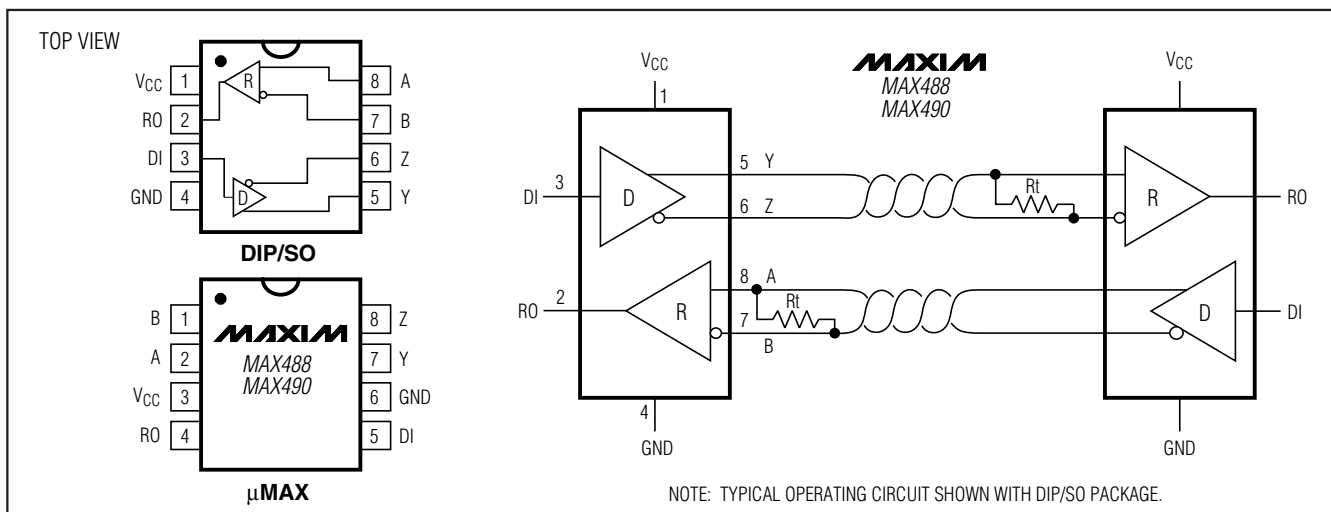 TOP VIEW
VCC 1
RO 2
DI 3
GND 4
8 A
7 B
6 Z
5 Y
R
D
DIP/SO
B 1
A 2
VCC 3
RO 4
8 Z
7 Y
6 GND
5 DI
MAXIM
MAX488
MAX490
µMAX
MAXIM
MAX488
MAX490
VCC
1
VCC
DI 3
D
5 Y
6 Z
Rt
R
RO
RO 2
R
8 A
7
B
Rt
D
DI
4
GND
GND
NOTE: TYPICAL OPERATING CIRCUIT SHOWN WITH DIP/SO PACKAGE.